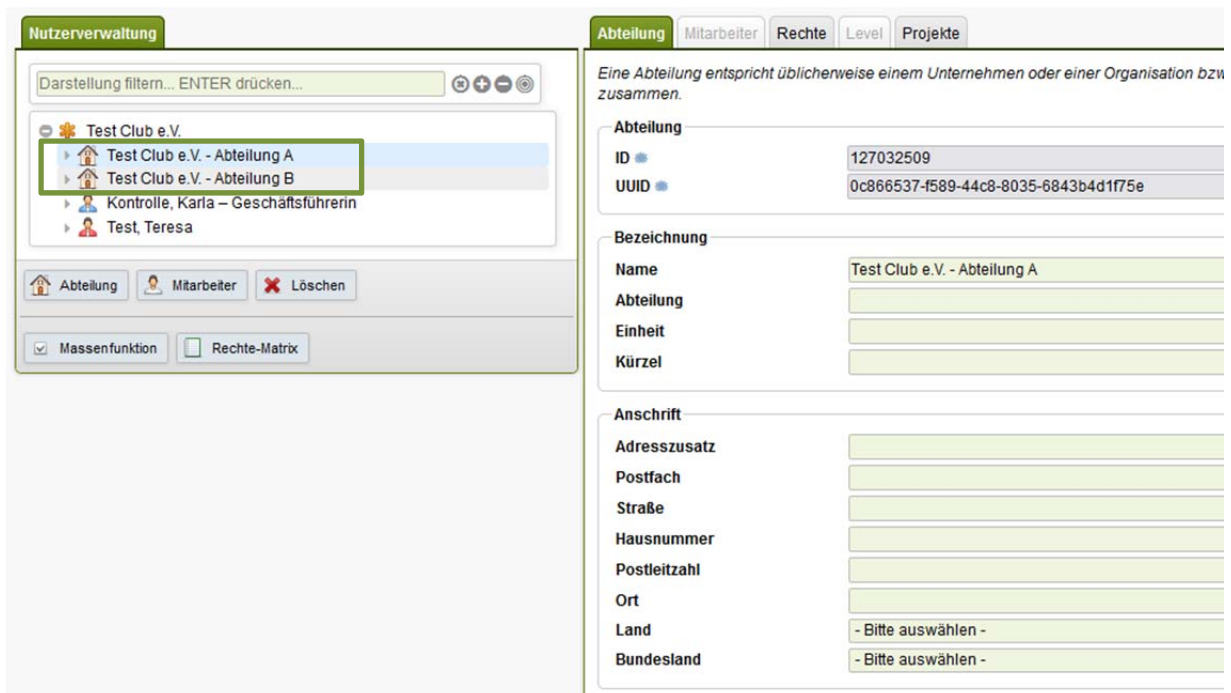 Nutzerverwaltung
Darstellung filtern... ENTER drücken...
Test Club e.V.
Test Club e.V. - Abteilung A
Test Club e.V. - Abteilung B
Kontrolle, Karla – Geschäftsführerin
Test, Teresa
Abteilung Mitarbeiter Löschen
Massenfunktion Rechte-Matrix
Abteilung Mitarbeiter Rechte Level Projekte
Eine Abteilung entspricht üblicherweise einem Unternehmen oder einer Organisation bzw
zusammen.
Abteilung
ID 127032509
UUID 0c866537-f589-44c8-8035-6843b4d1f75e
Bezeichnung
Name Test Club e.V. - Abteilung A
Abteilung
Einheit
Kürzel
Anschrift
Adresszusatz
Postfach
Straße
Hausnummer
Postleitzahl
Ort
Land - Bitte auswählen -
Bundesland - Bitte auswählen -